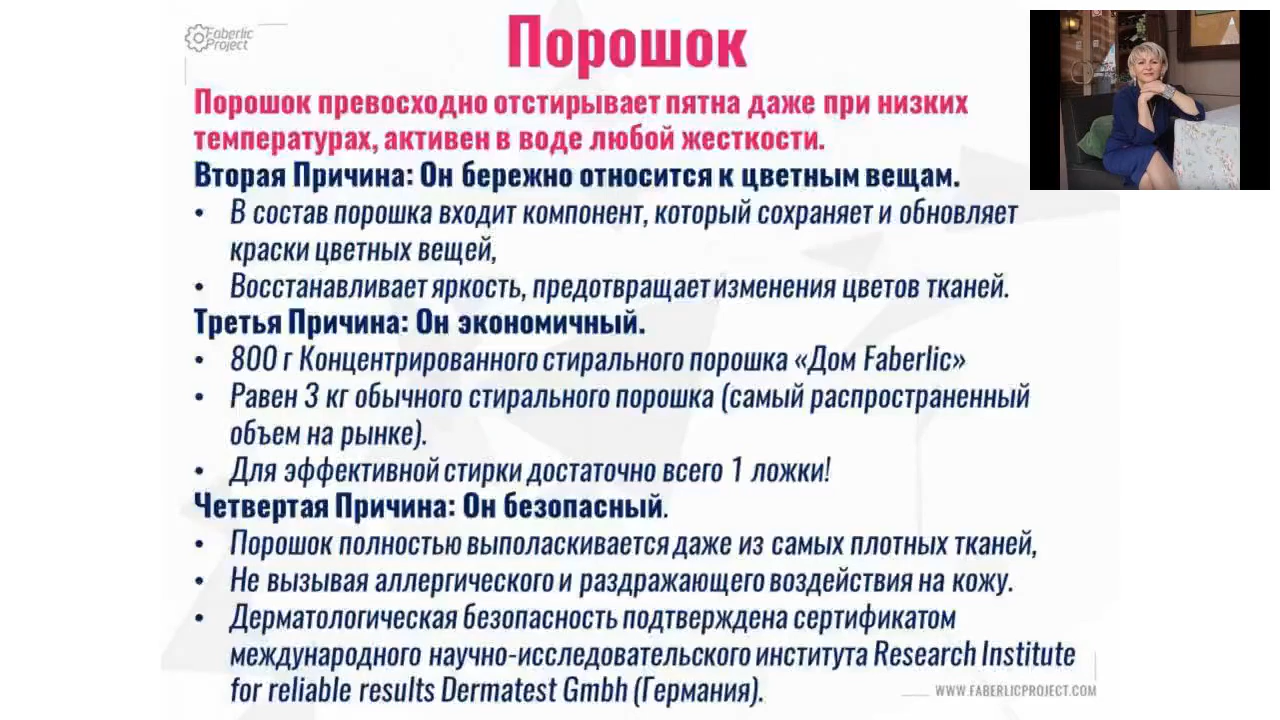 Faberlic
Project
Порошок
Порошок превосходно отстирывает пятна даже при низких
температурах, активен в воде любой жесткости.
Вторая Причина: Он бережно относится к цветным вещам.
• В состав порошка входит компонент, который сохраняет и обновляет
краски цветных вещей,
• Восстанавливает яркость, предотвращает изменения цветов тканей.
Третья Причина: Он экономичный.
• 800 г Концентрированного стирального порошка «Дом Faberlic»
• Равен 3 кг обычного стирального порошка (самый распространенный
объем на рынке).
• Для эффективной стирки достаточно всего 1 ложки!
Четвертая Причина: Он безопасный.
• Порошок полностью выполаскивается даже из самых плотных тканей,
• Не вызывая аллергического и раздражающего воздействия на кожу.
• Дерматологическая безопасность подтверждена сертификатом
международного научно-исследовательского института Research Institute
for reliable results Dermatest Gmbh (Германия).
WWW.FABERLICPROJECT.COM